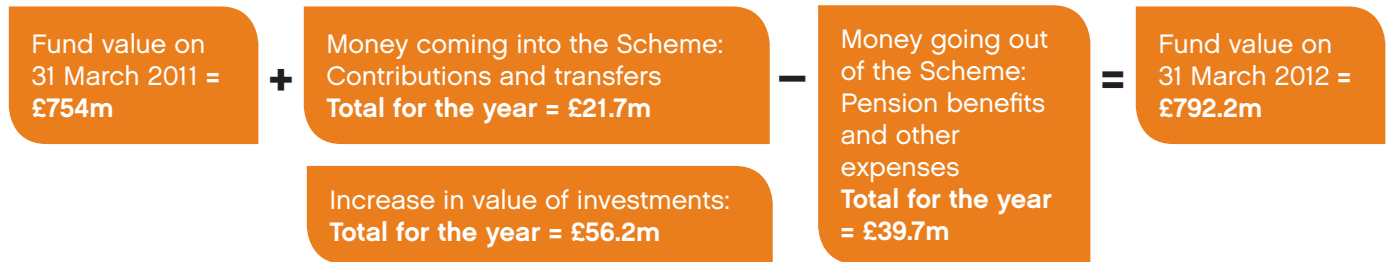 Fund value on
31 March 2011 =
£754m
+
Money coming into the Scheme:
Contributions and transfers
Total for the year = £21.7m
Increase in value of investments:
Total for the year = £56.2m
–
Money going out
of the Scheme:
Pension benefits
and other
expenses
Total for the year
= £39.7m
=
Fund value on
31 March 2012 =
£792.2m